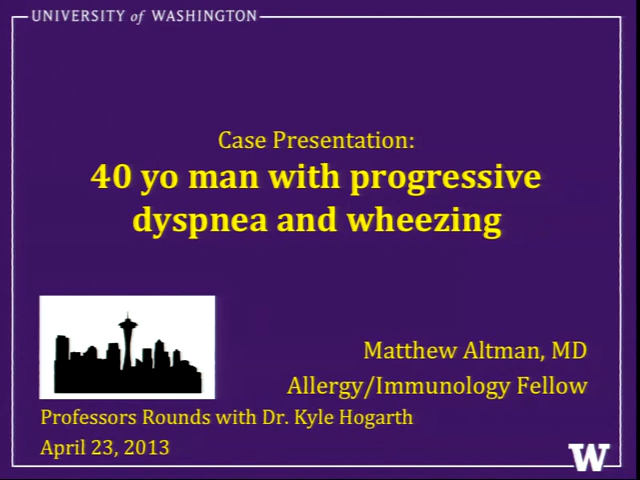 UNIVERSITY of WASHINGTON
Case Presentation:
40 yo man with progressive
dyspnea and wheezing
Matthew Altman, MD
Allergy/Immunology Fellow
Professors Rounds with Dr. Kyle Hogarth
April 23, 2013
W